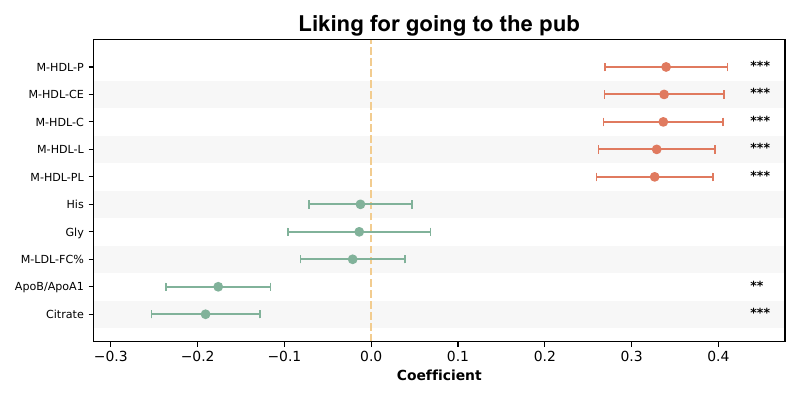 Liking for going to the pub
M-HDL-P ***
M-HDL-CE ***
M-HDL-C ***
M-HDL-L ***
M-HDL-PL ***
His
Gly
M-LDL-FC%
ApoB/ApoA1 **
Citrate ***
−0.3 −0.2 −0.1 0.0 0.1 0.2 0.3 0.4
Coefficient